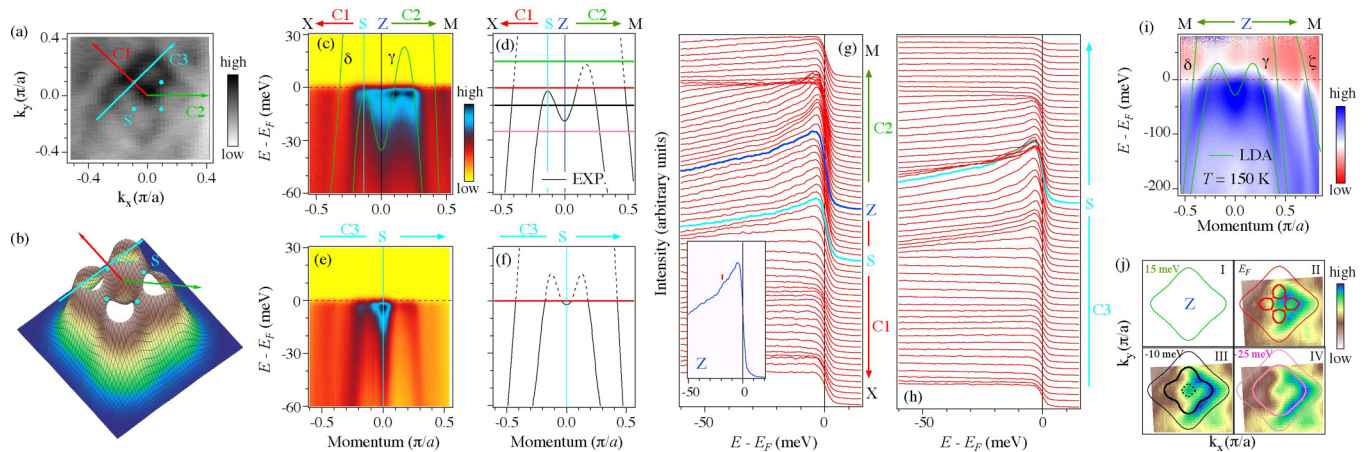 (a)
0.4
0.0
-0.4
k_y (π/a)
C1
C3
C2
S
high
low
-0.4
0.0
0.4
k_x (π/a)
(b)
S
X
C1
S
Z
C2
M
(c)
δ
γ
30
0
-30
-60
E - E_F (meV)
high
low
-0.5
0.0
0.5
C1
S
Z
C2
M
(d)
EXP
-0.5
0.0
0.5
C3
S
(e)
30
0
-30
-60
E - E_F (meV)
-0.5
0.0
0.5
Momentum (π/a)
C3
S
(f)
-0.5
0.0
0.5
Momentum (π/a)
Intensity (arbitrary units)
(g)
M
C2
Z
S
C1
X
Z
-50
0
-50
0
E - E_F (meV)
S
C3
(h)
-50
0
E - E_F (meV)
(i)
M
Z
M
δ
γ
ζ
0
-100
-200
E - E_F (meV)
LDA
T = 150 K
high
low
-0.5
0.0
0.5
Momentum (π/a)
(j)
15 meV
I
Z
E_F
II
-10 meV
III
-25 meV
IV
k_y (π/a)
k_x (π/a)
high
low